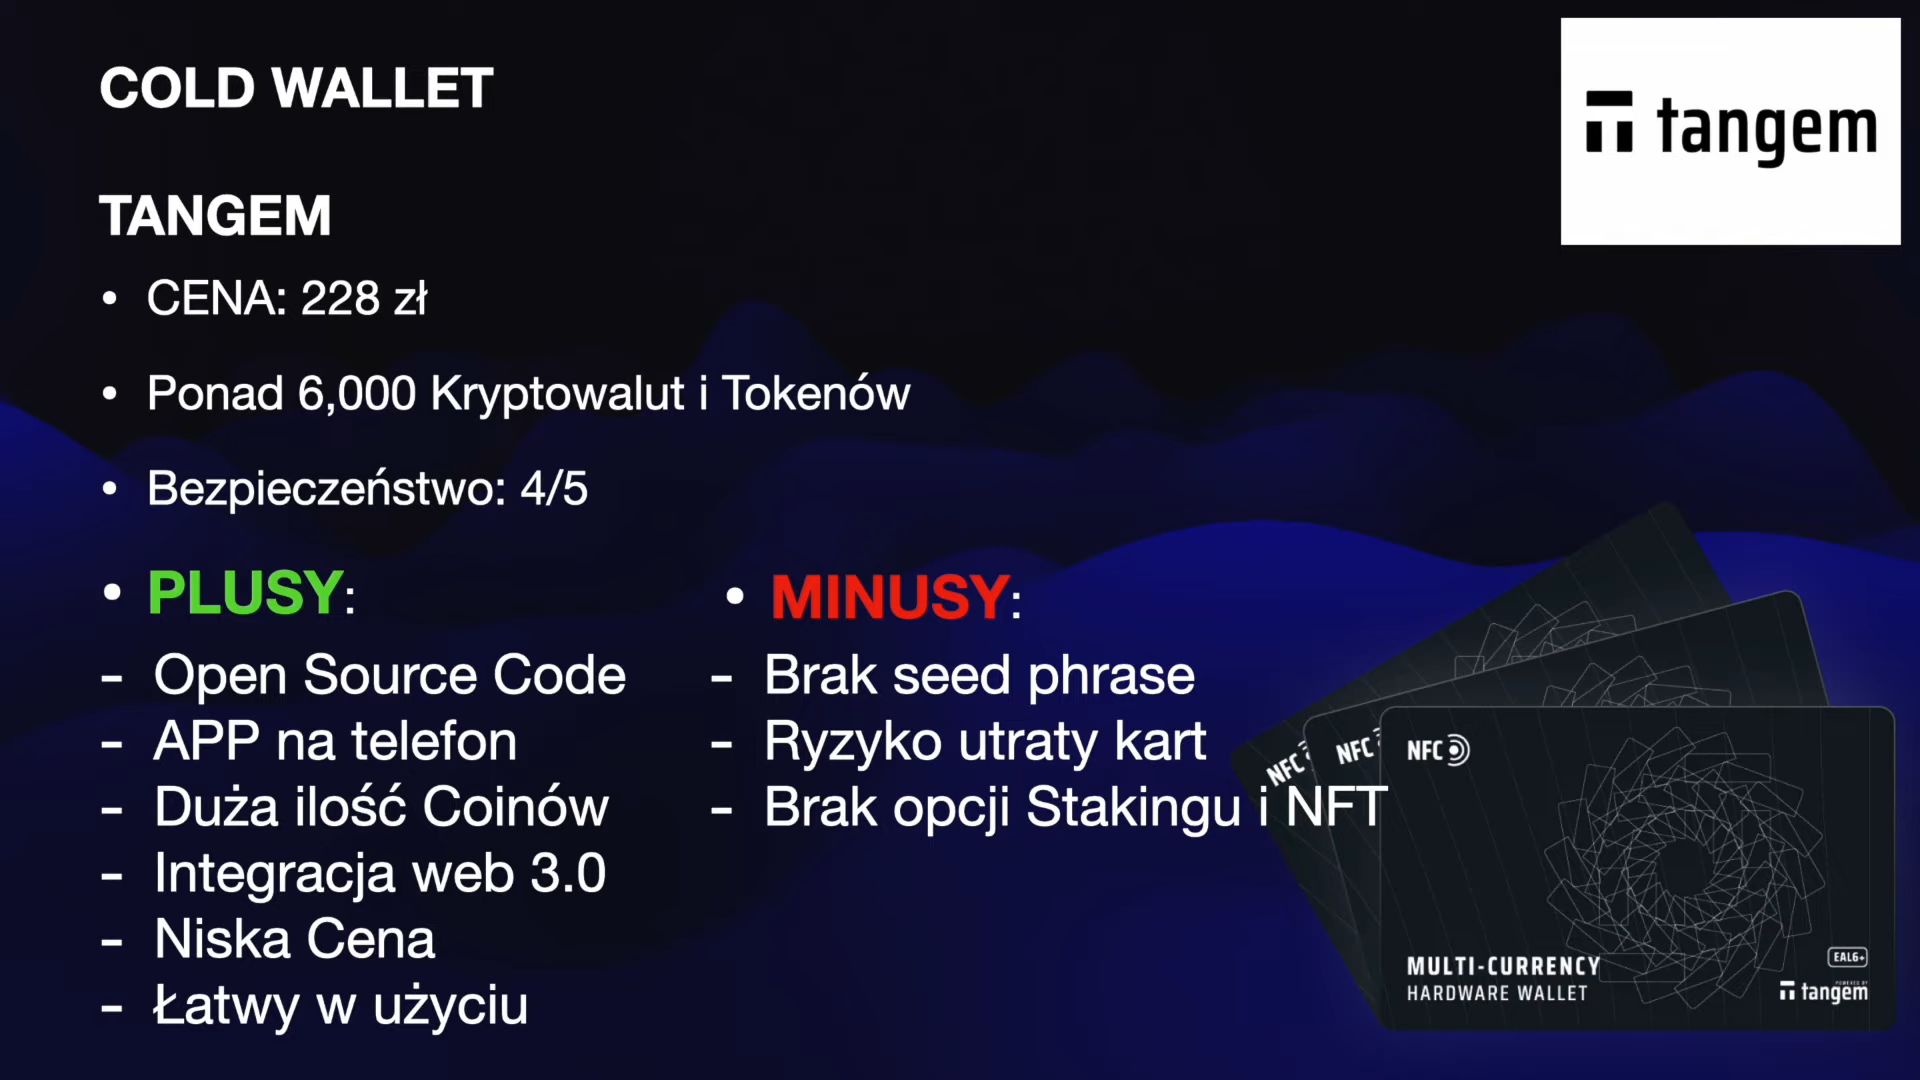 COLD WALLET
tangem
TANGEM
• CENA: 228 zł
• Ponad 6,000 Kryptowalut i Tokenów
• Bezpieczeństwo: 4/5
• PLUSY:
- Open Source Code
- APP na telefon
- Duża ilość Coinów
- Integracja web 3.0
- Niska Cena
- Łatwy w użyciu
• MINUSY:
- Brak seed phrase
- Ryzyko utraty kart
- Brak opcji Stakingu i NFT
NFC
NFC
NFC
MULTI-CURRENCY
HARDWARE WALLET
EAL6+
POWERED BY
tangem